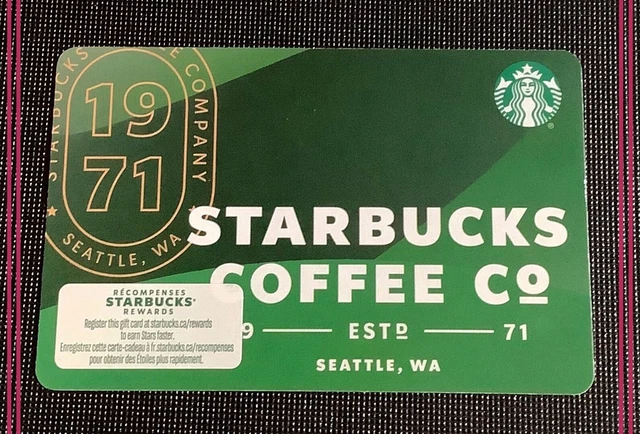 STARBUCKS COFFEE COMPANY
19
71
SEATTLE, WA
STARBUCKS
COFFEE Co
9 — ESTD — 71
SEATTLE, WA
RÉCOMPENSES
STARBUCKS®
REWARDS
Register this gift card at starbucks.ca/rewards
to earn Stars faster.
Enregistrez cette carte-cadeau à fr.starbucks.ca/recompenses
pour obtenir des Étoiles plus rapidement.